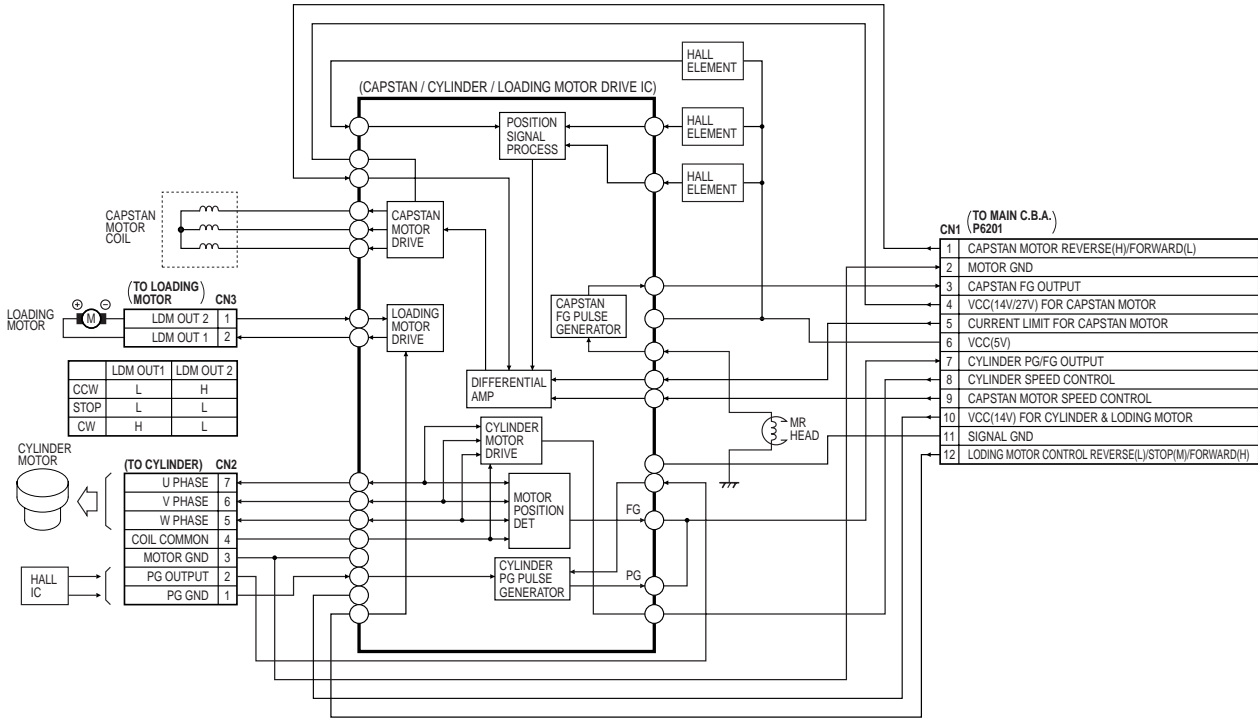 HALL
ELEMENT
(CAPSTAN / CYLINDER / LOADING MOTOR DRIVE IC)
POSITION
SIGNAL
PROCESS
HALL
ELEMENT
HALL
ELEMENT
CAPSTAN
MOTOR
COIL
CAPSTAN
MOTOR
DRIVE
(TO LOADING
MOTOR) CN3
LOADING
MOTOR
⊕ M ⊖
LDM OUT 2 1
LDM OUT 1 2
LOADING
MOTOR
DRIVE
CAPSTAN
FG PULSE
GENERATOR
LDM OUT1 LDM OUT 2
CCW L H
STOP L L
CW H L
DIFFERENTIAL
AMP
MR
HEAD
CYLINDER
MOTOR
DRIVE
CYLINDER
MOTOR
(TO CYLINDER) CN2
U PHASE 7
V PHASE 6
W PHASE 5
COIL COMMON 4
MOTOR GND 3
PG OUTPUT 2
PG GND 1
HALL
IC
MOTOR
POSITION
DET
FG
CYLINDER
PG PULSE
GENERATOR
PG
CN1 (TO MAIN C.B.A.
P6201)
1 CAPSTAN MOTOR REVERSE(H)/FORWARD(L)
2 MOTOR GND
3 CAPSTAN FG OUTPUT
4 VCC(14V/27V) FOR CAPSTAN MOTOR
5 CURRENT LIMIT FOR CAPSTAN MOTOR
6 VCC(5V)
7 CYLINDER PG/FG OUTPUT
8 CYLINDER SPEED CONTROL
9 CAPSTAN MOTOR SPEED CONTROL
10 VCC(14V) FOR CYLINDER & LODING MOTOR
11 SIGNAL GND
12 LODING MOTOR CONTROL REVERSE(L)/STOP(M)/FORWARD(H)